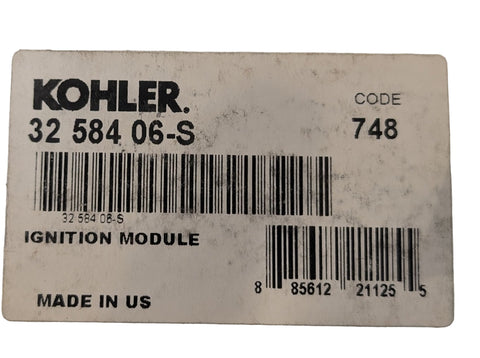 KOHLER.
CODE
32 584 06-S
748
32 584 06-S
IGNITION MODULE
8 85612 21125 5
MADE IN US